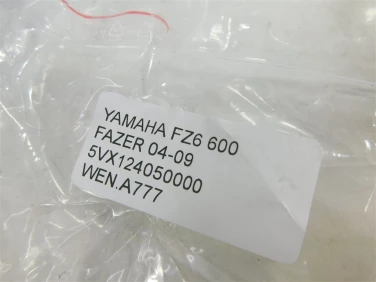 YAMAHA FZ6 600
FAZER 04-09
5VX124050000
WEN.A777